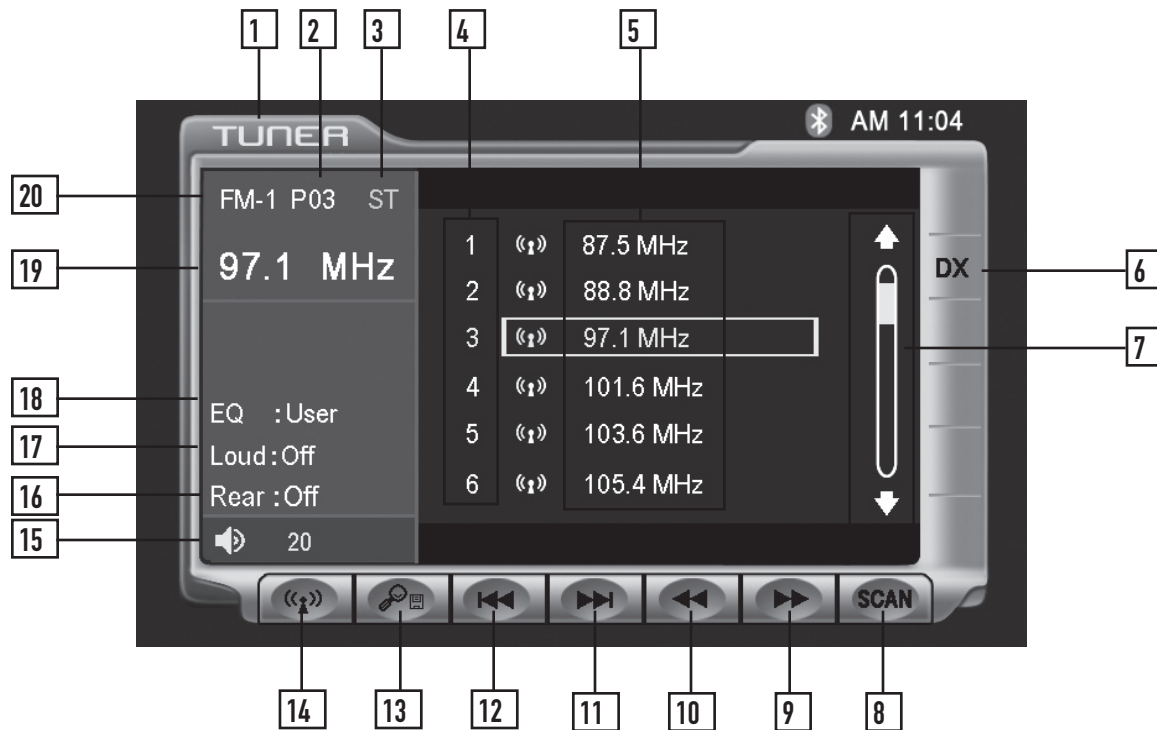 1 2 3 4 5
TUNER
AM 11:04
20
FM-1 P03 ST
19
97.1 MHz
1 87.5 MHz
2 88.8 MHz
3 97.1 MHz
4 101.6 MHz
5 103.6 MHz
6 105.4 MHz
DX
6
7
18
EQ :User
17
Loud:Off
16
Rear :Off
15
20
SCAN
14 13 12 11 10 9 8